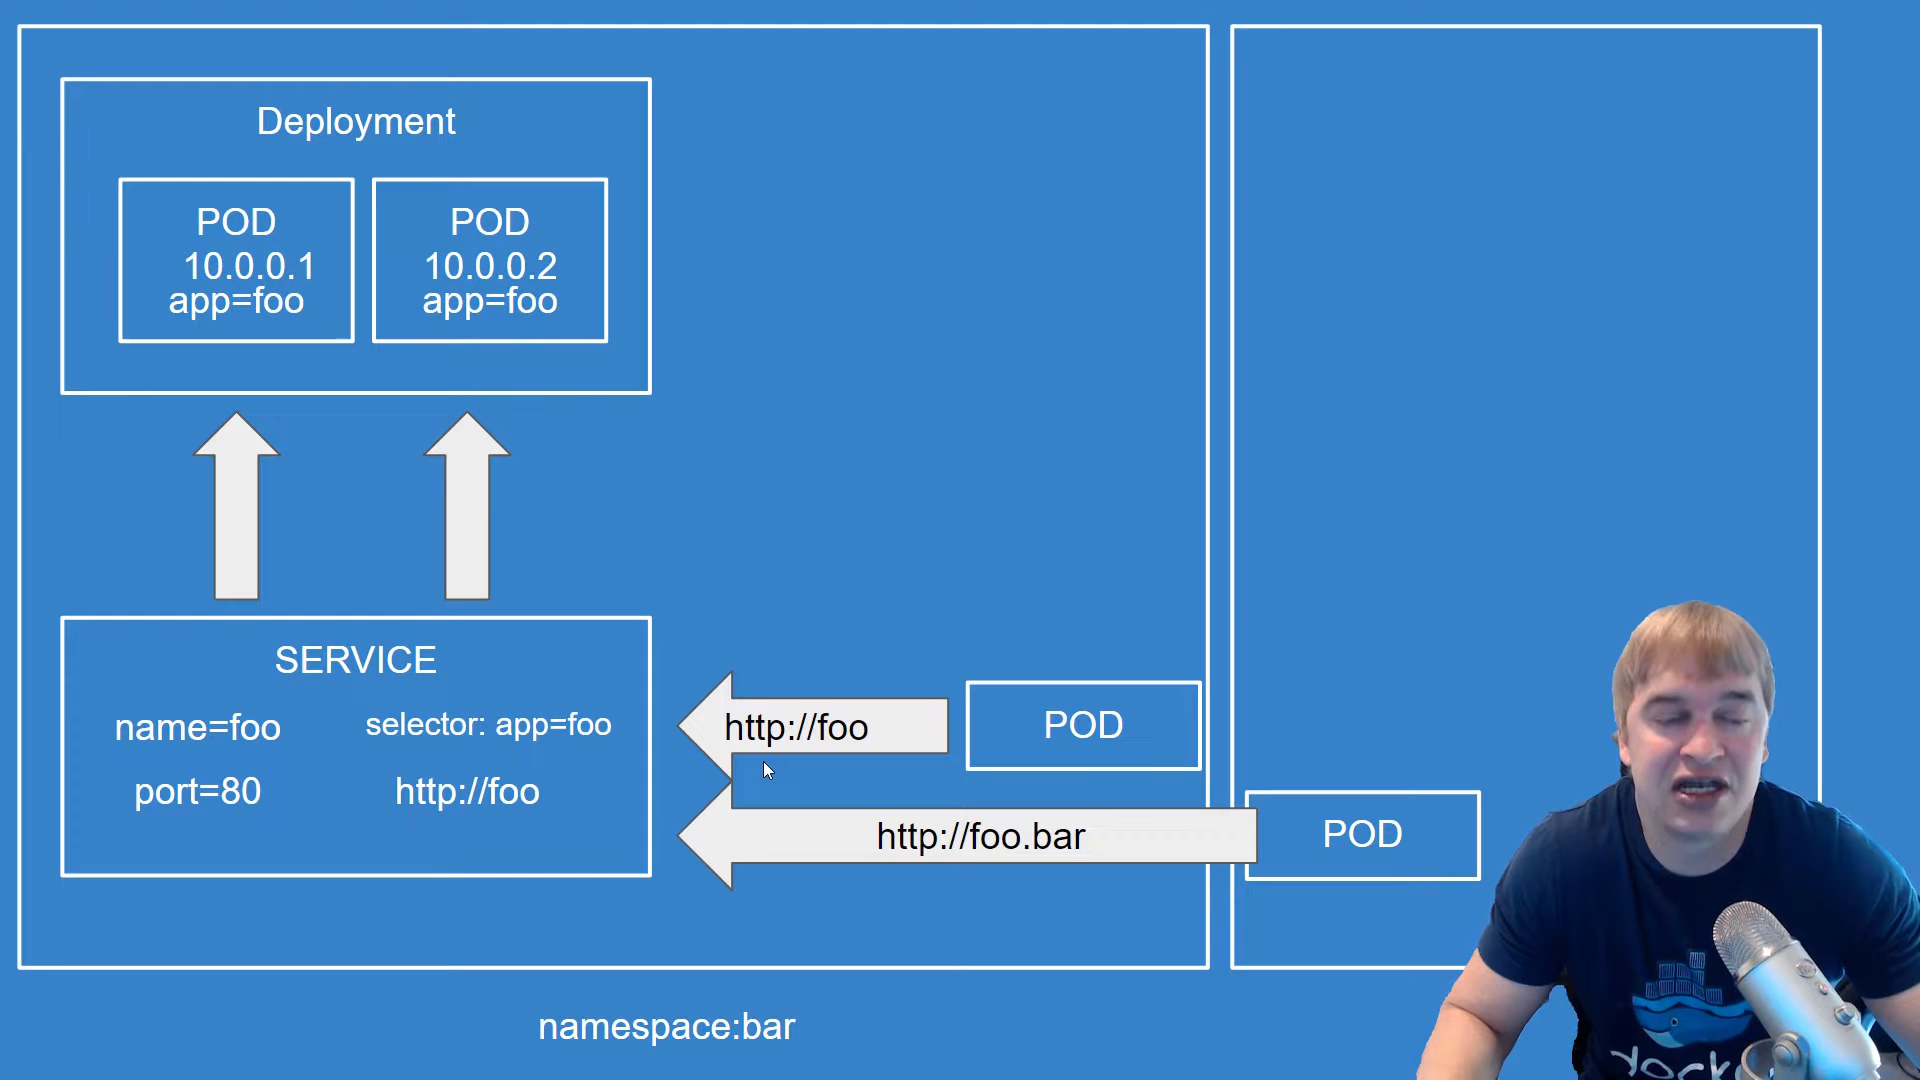 Deployment
POD
10.0.0.1
app=foo
POD
10.0.0.2
app=foo
SERVICE
name=foo
selector: app=foo
port=80
http://foo
http://foo
POD
http://foo.bar
POD
namespace:bar